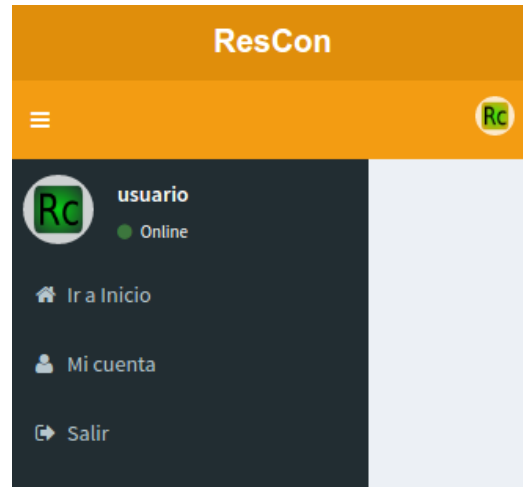 ResCon
Rc
Rc
usuario
Online
Ir a Inicio
Mi cuenta
Salir